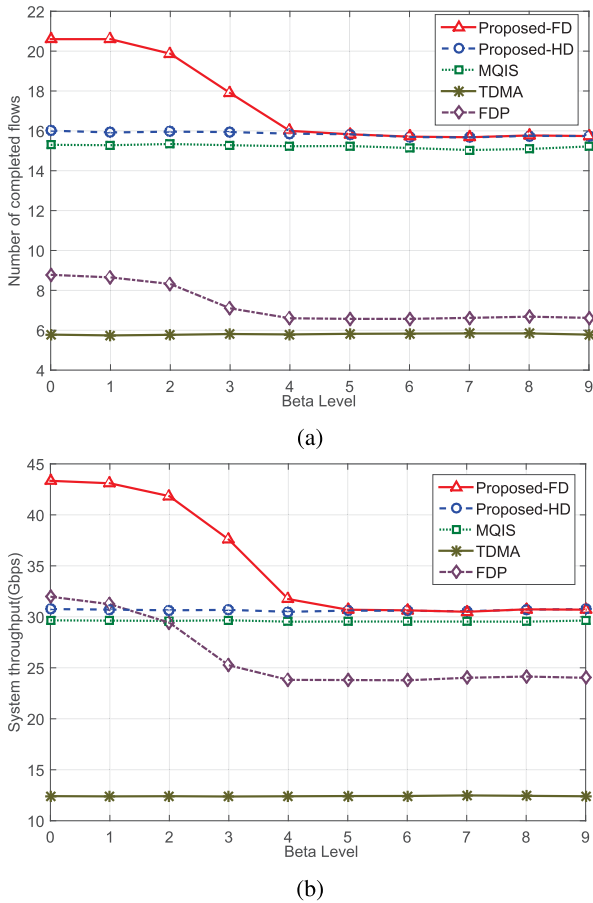 22
20
18
16
14
12
10
8
6
4
Number of completed flows
Proposed-FD
Proposed-HD
MQIS
TDMA
FDP
0 1 2 3 4 5 6 7 8 9
Beta Level
(a)
45
40
35
30
25
20
15
10
System throughput(Gbps)
Proposed-FD
Proposed-HD
MQIS
TDMA
FDP
0 1 2 3 4 5 6 7 8 9
Beta Level
(b)